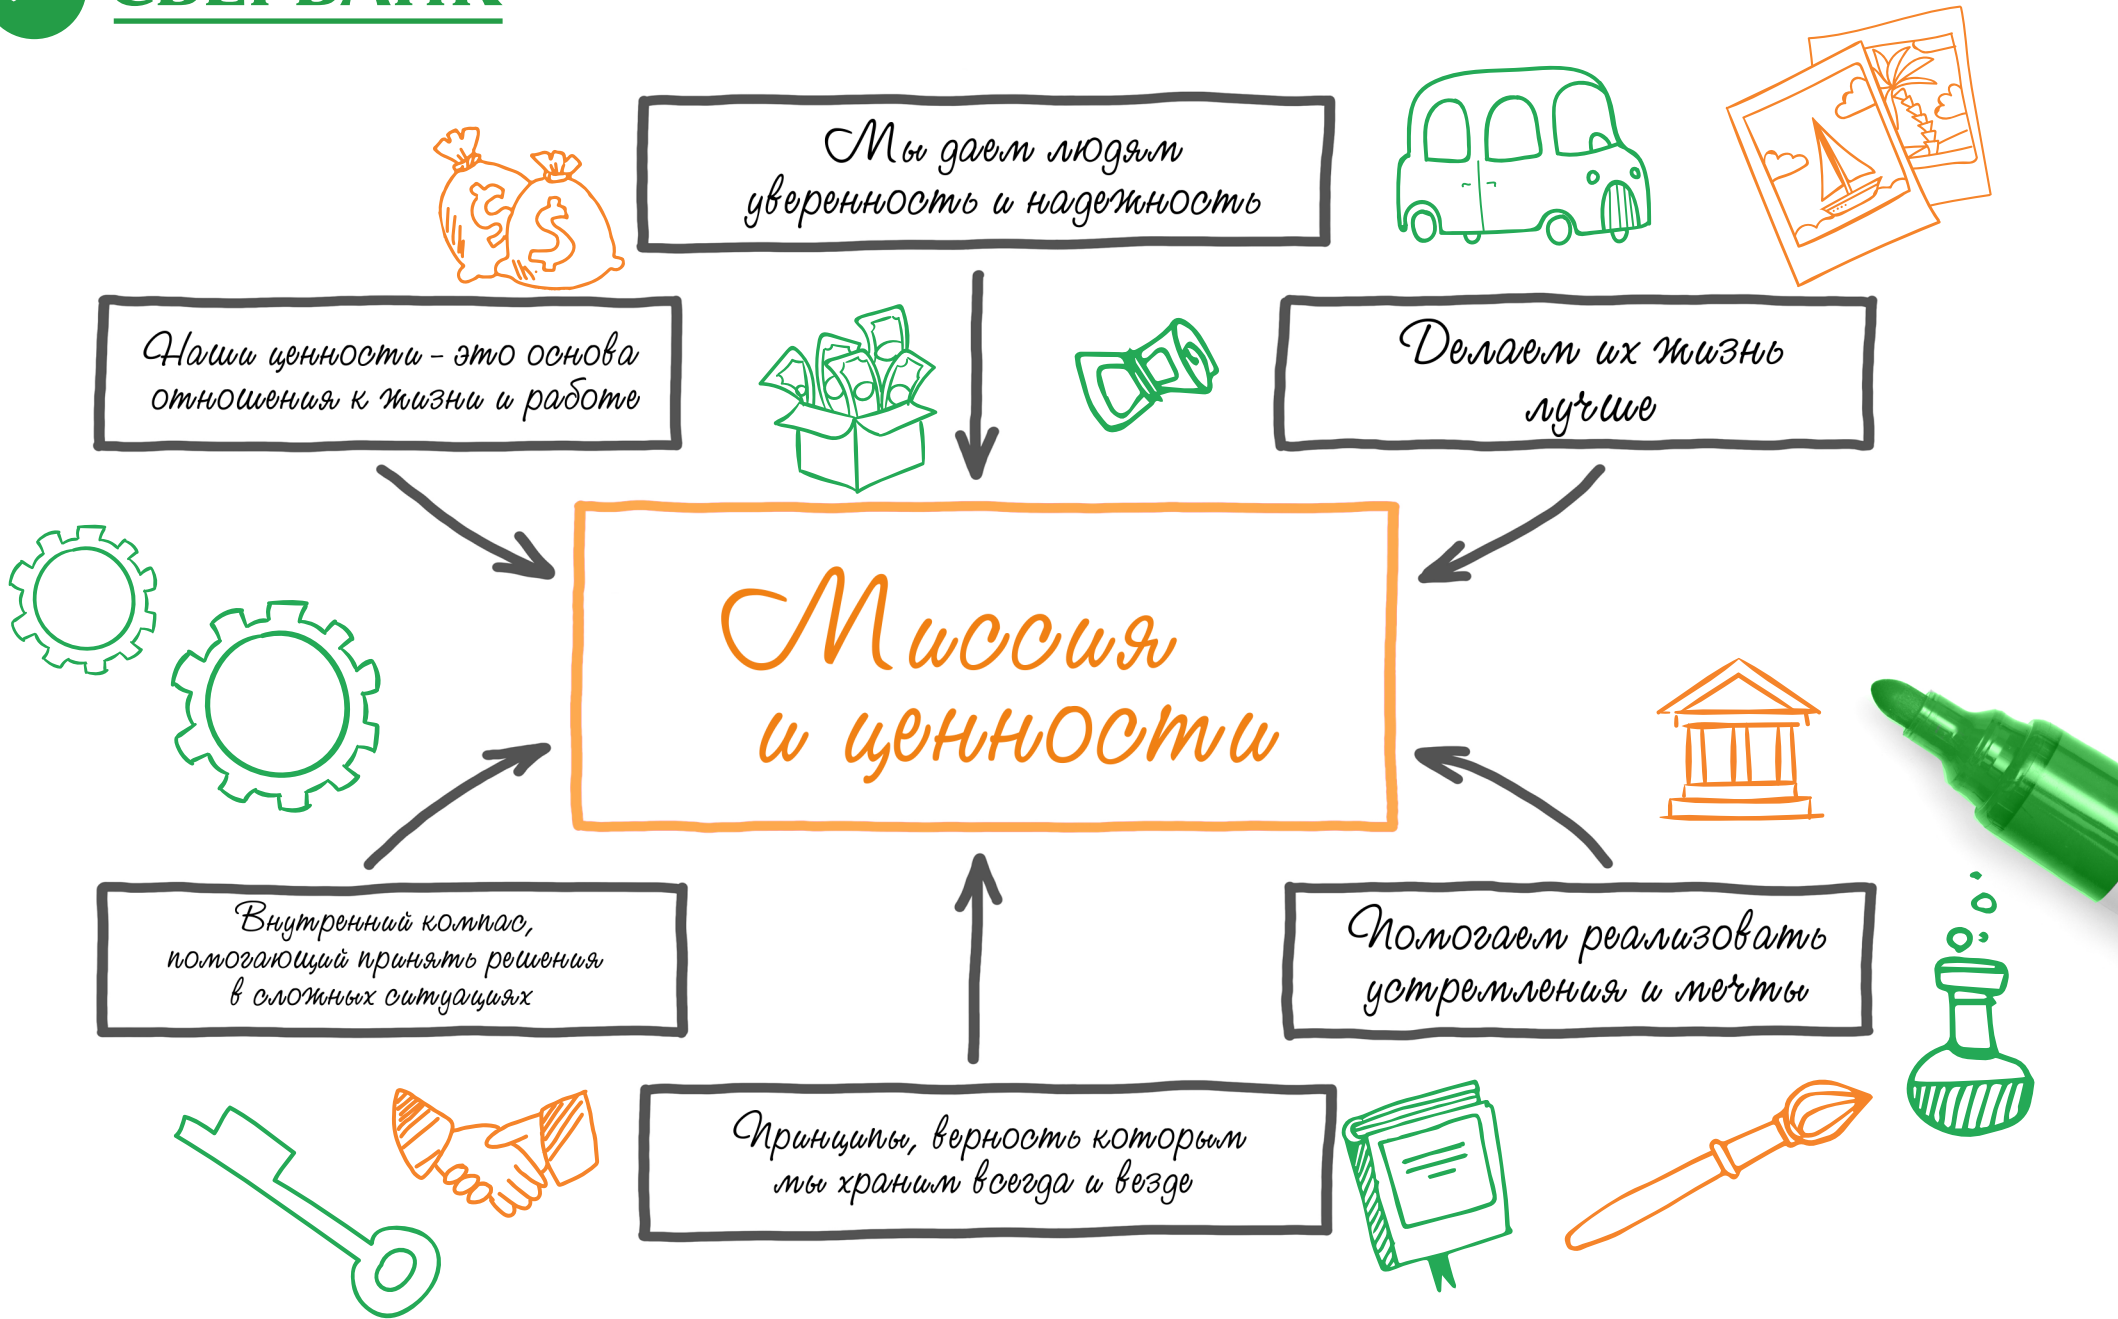 СБЕРБАНК
Мы даем людям
уверенность и надежность
Наши ценности - это основа
отношения к жизни и работе
Делаем их жизнь
лучше
Миссия
и ценности
Внутренний компас,
помогающий принять решения
в сложных ситуациях
Помогаем реализовать
устремления и мечты
Принципы, верность которым
мы храним всегда и везде